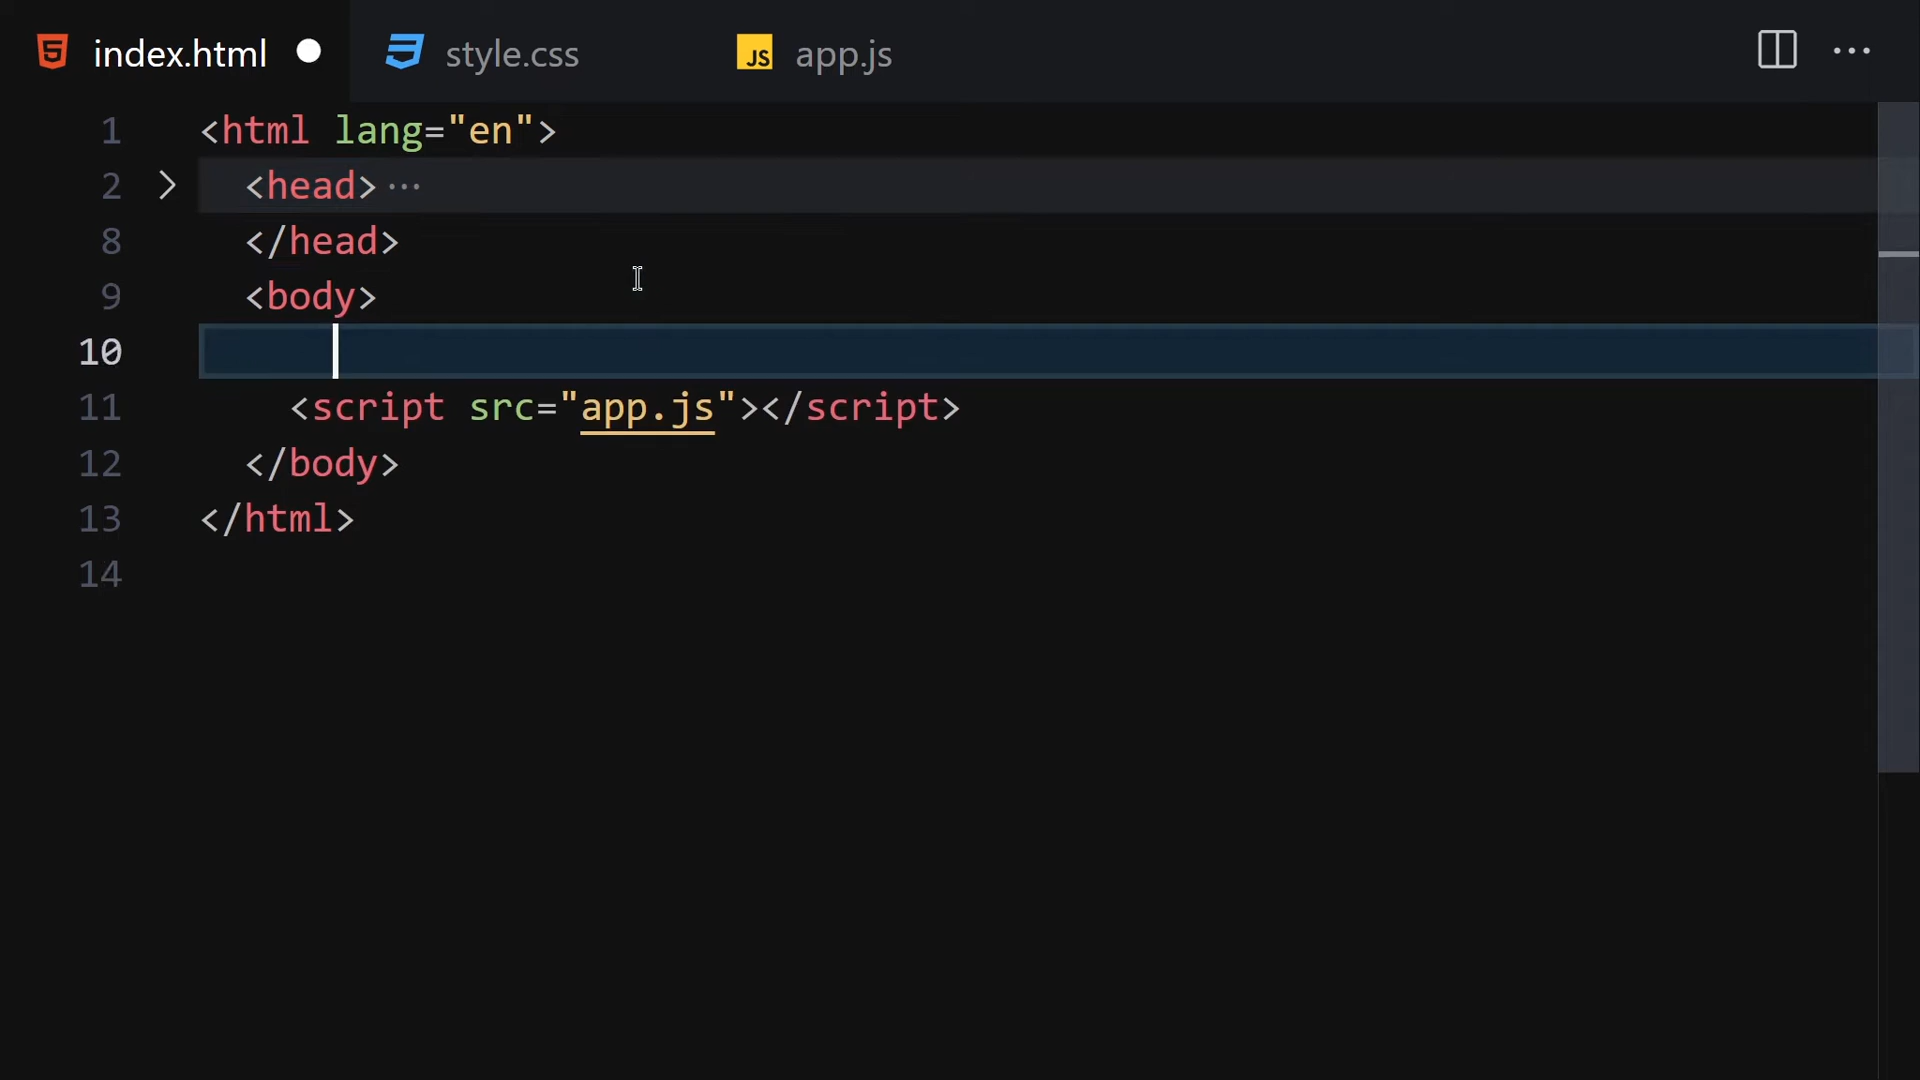 index.html style.css JS app.js
1 <html lang="en">
2 <head> ···
8 </head>
9 <body>
10
11 <script src="app.js"></script>
12 </body>
13 </html>
14